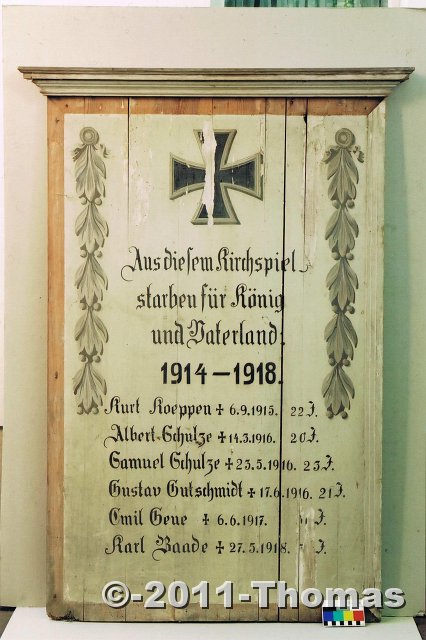 Aus diesem Kirchspiel
starben für König
und Vaterland:
1914–1918.
Kurt Koeppen + 6.9.1915. 22 J.
Albert Schulze + 14.3.1916. 20 J.
Samuel Schulze + 23.5.1916. 23 J.
Gustav Gutschmidt + 17.6.1916. 21 J.
Emil Geue + 6.6.1917. J.
Karl Baade + 27.3.1918. J.
©-2011-Thomas